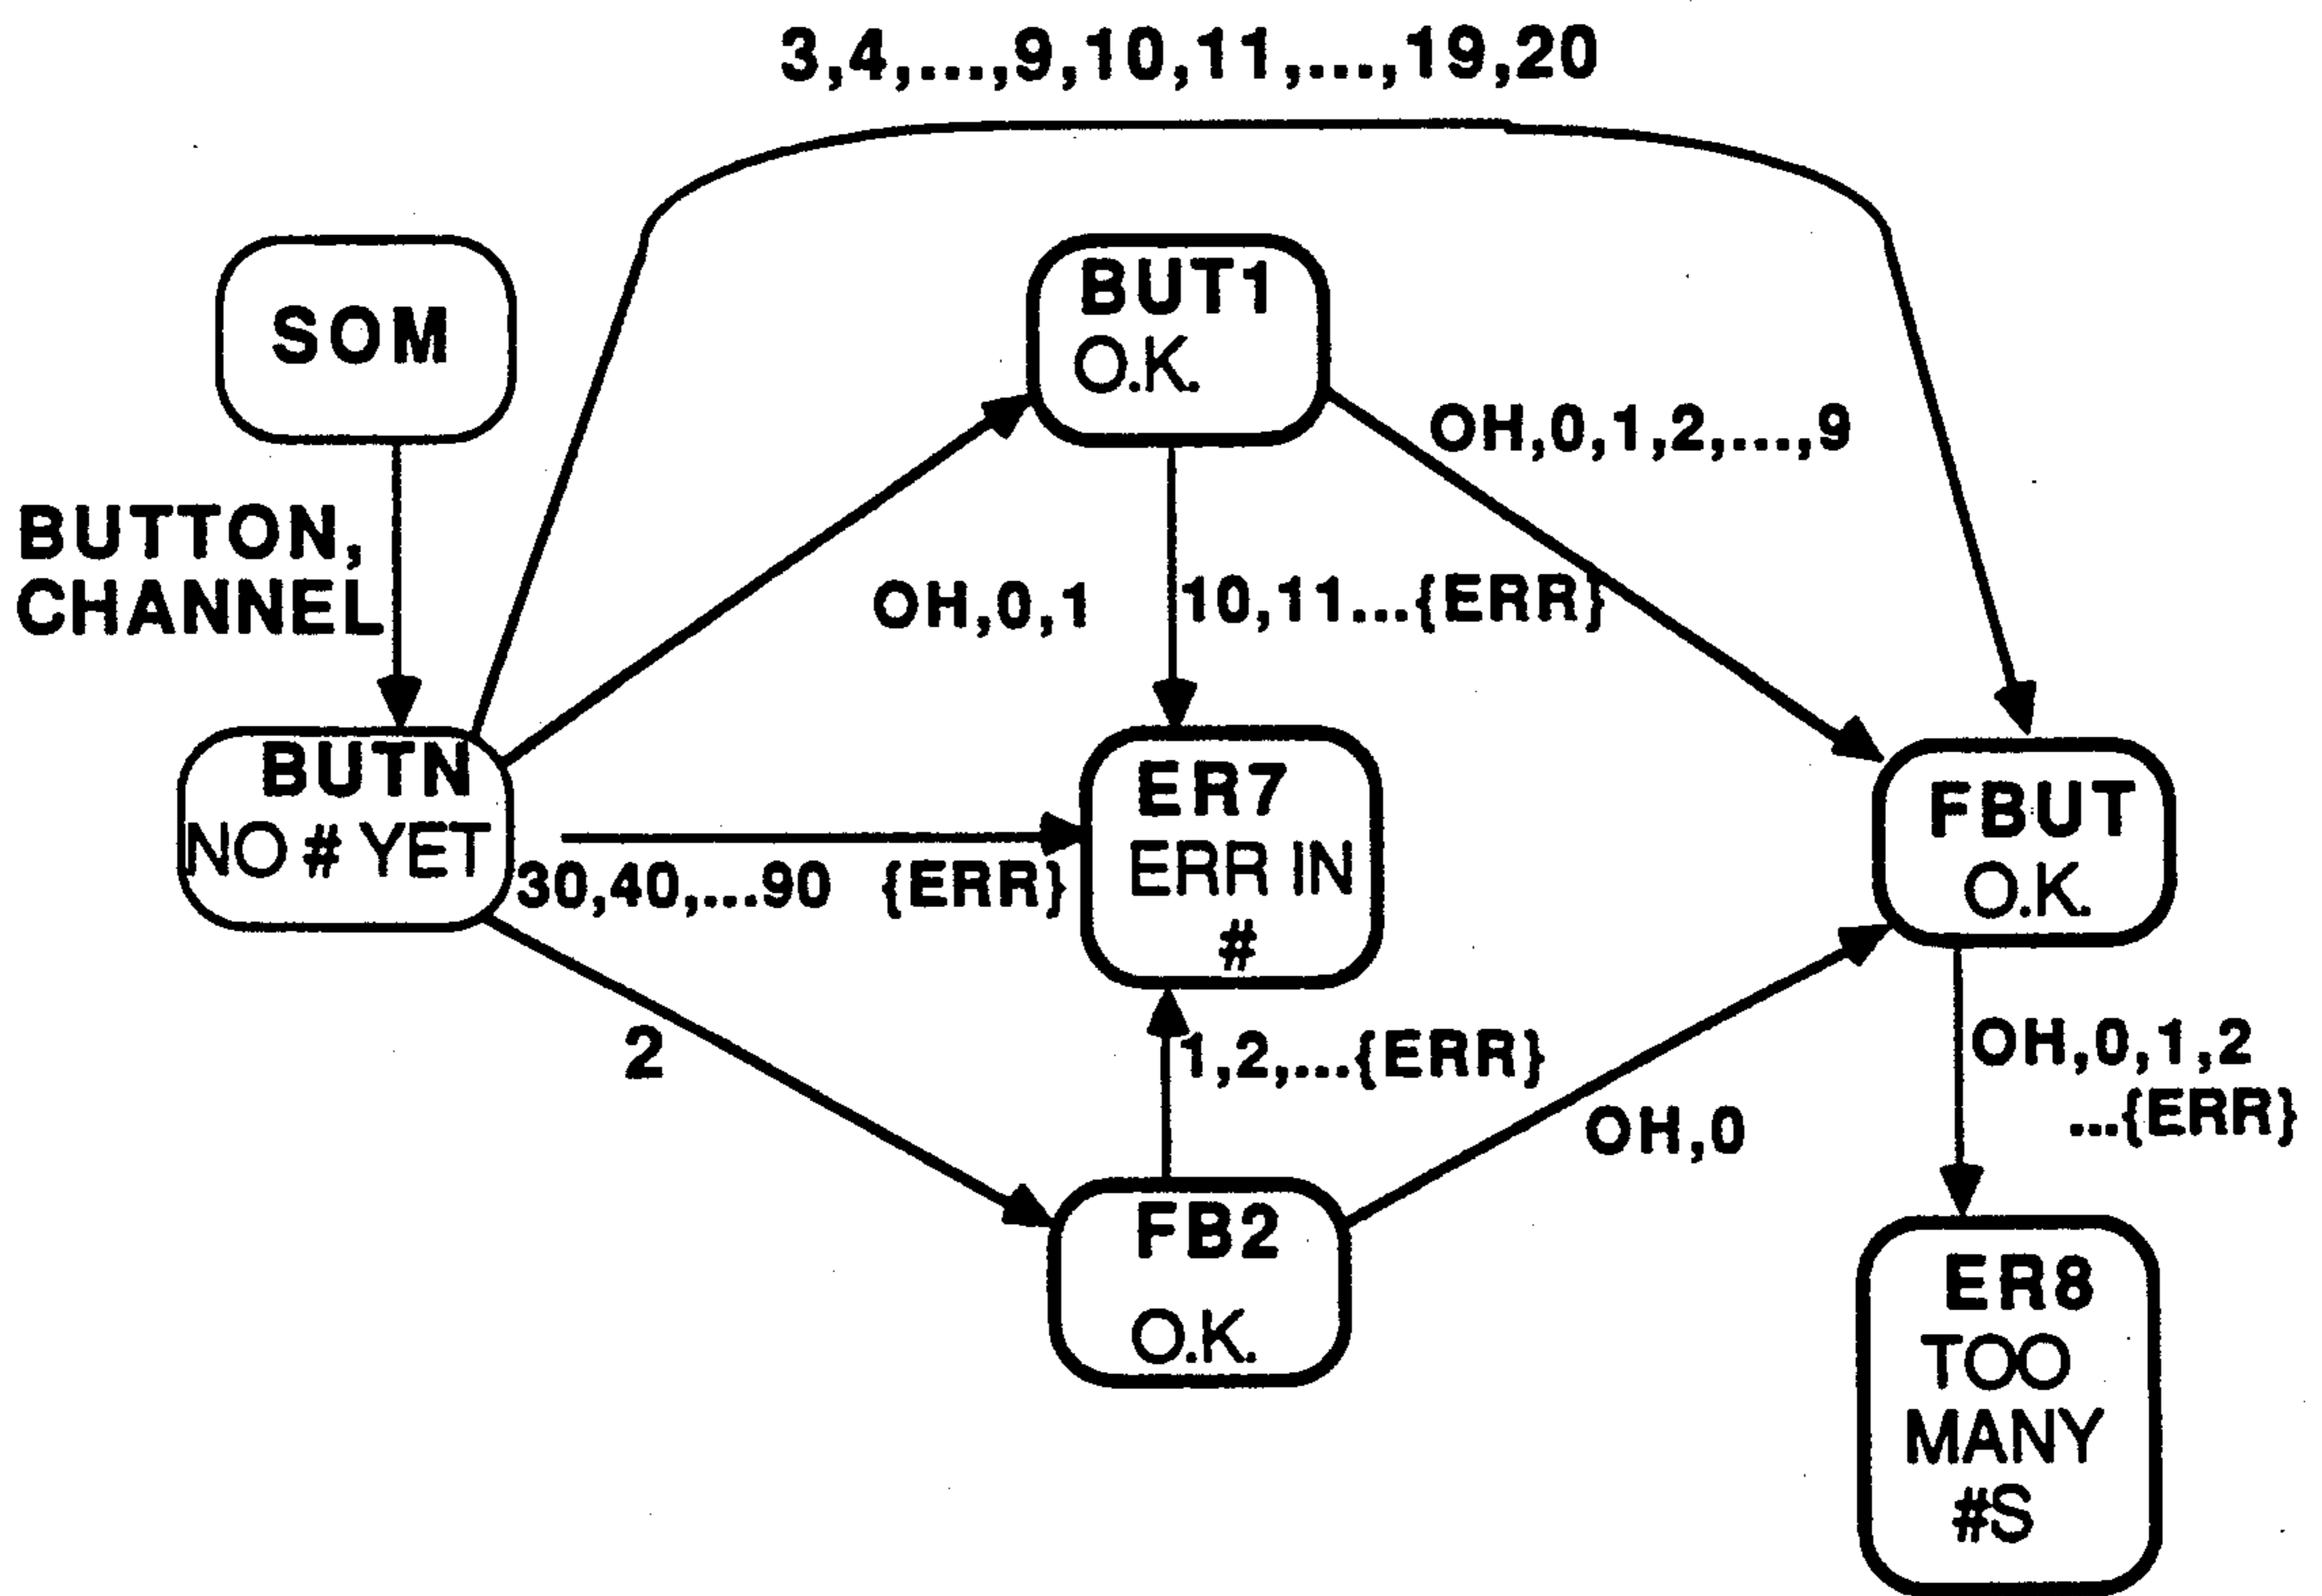 3,4,...,9,10,11,...,19,20
SOM
BUT1
O.K.
OH,0,1,2,...,9
BUTTON,
CHANNEL
OH,0,1
10,11...{ERR}
BUTN
NO # YET
ER7
ERR IN
#
FBUT
O.K.
30,40,...90 {ERR}
2
1,2,...{ERR}
OH,0
OH,0,1,2
...{ERR}
FB2
O.K.
ER8
TOO
MANY
#S